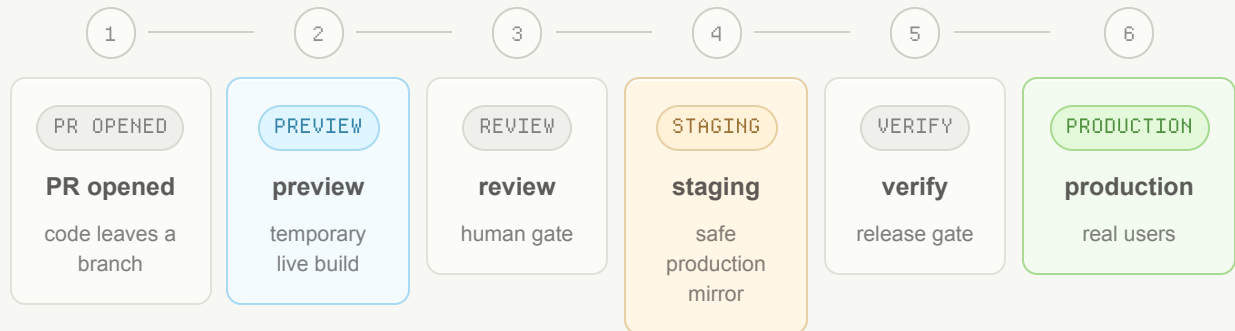 1
2
3
4
5
6
PR OPENED
PR opened
code leaves a
branch
PREVIEW
preview
temporary
live build
REVIEW
review
human gate
STAGING
staging
safe
production
mirror
VERIFY
verify
release gate
PRODUCTION
production
real users